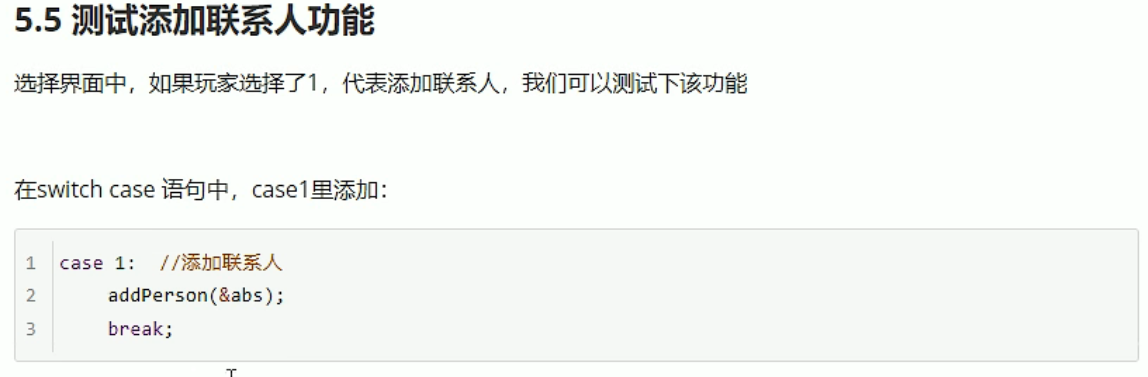 5.5 测试添加联系人功能
选择界面中，如果玩家选择了1，代表添加联系人，我们可以测试下该功能
在switch case 语句中，case1里添加：
1 case 1:  //添加联系人
2     addPerson(&abs);
3     break;